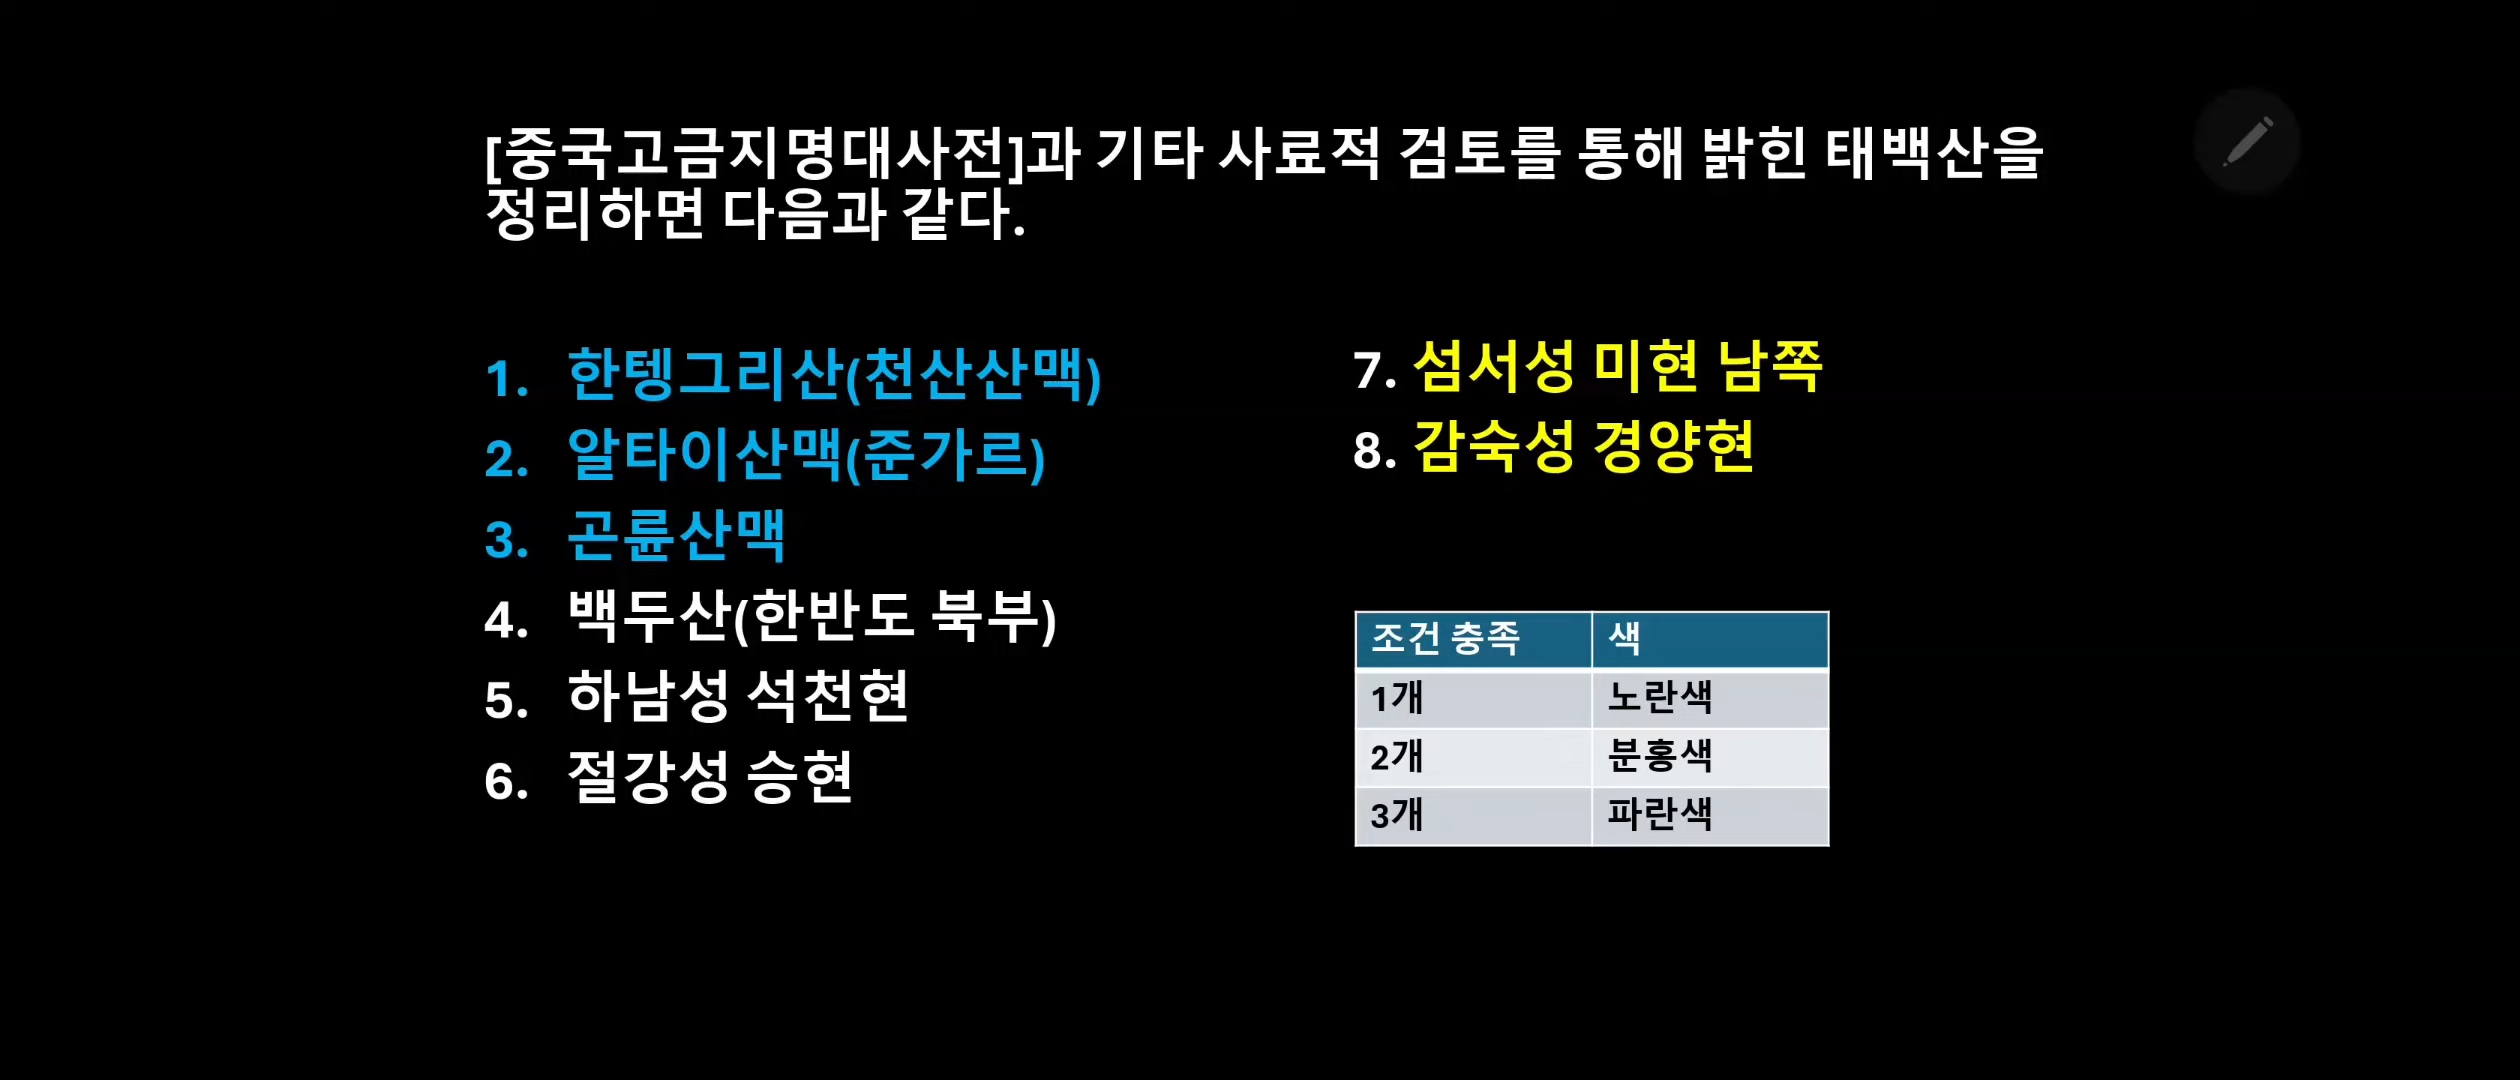 [중국고금지명대사전]과 기타 사료적 검토를 통해 밝힌 태백산을
정리하면 다음과 같다.
1. 한텡그리산(천산산맥)
2. 알타이산맥(준가르)
3. 곤륜산맥
4. 백두산(한반도 북부)
5. 하남성 석천현
6. 절강성 승현
7. 섬서성 미현 남쪽
8. 감숙성 경양현
조건 충족 색
1개 노란색
2개 분홍색
3개 파란색